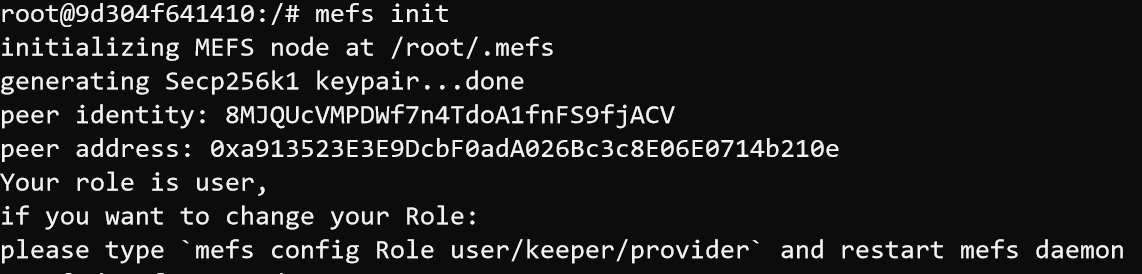 root@9d304f641410:/# mefs init
initializing MEFS node at /root/.mefs
generating Secp256k1 keypair...done
peer identity: 8MJQUcVMPDWf7n4TdoA1fnFS9fjACV
peer address: 0xa913523E3E9DcbF0adA026Bc3c8E06E0714b210e
Your role is user,
if you want to change your Role:
please type `mefs config Role user/keeper/provider` and restart mefs daemon